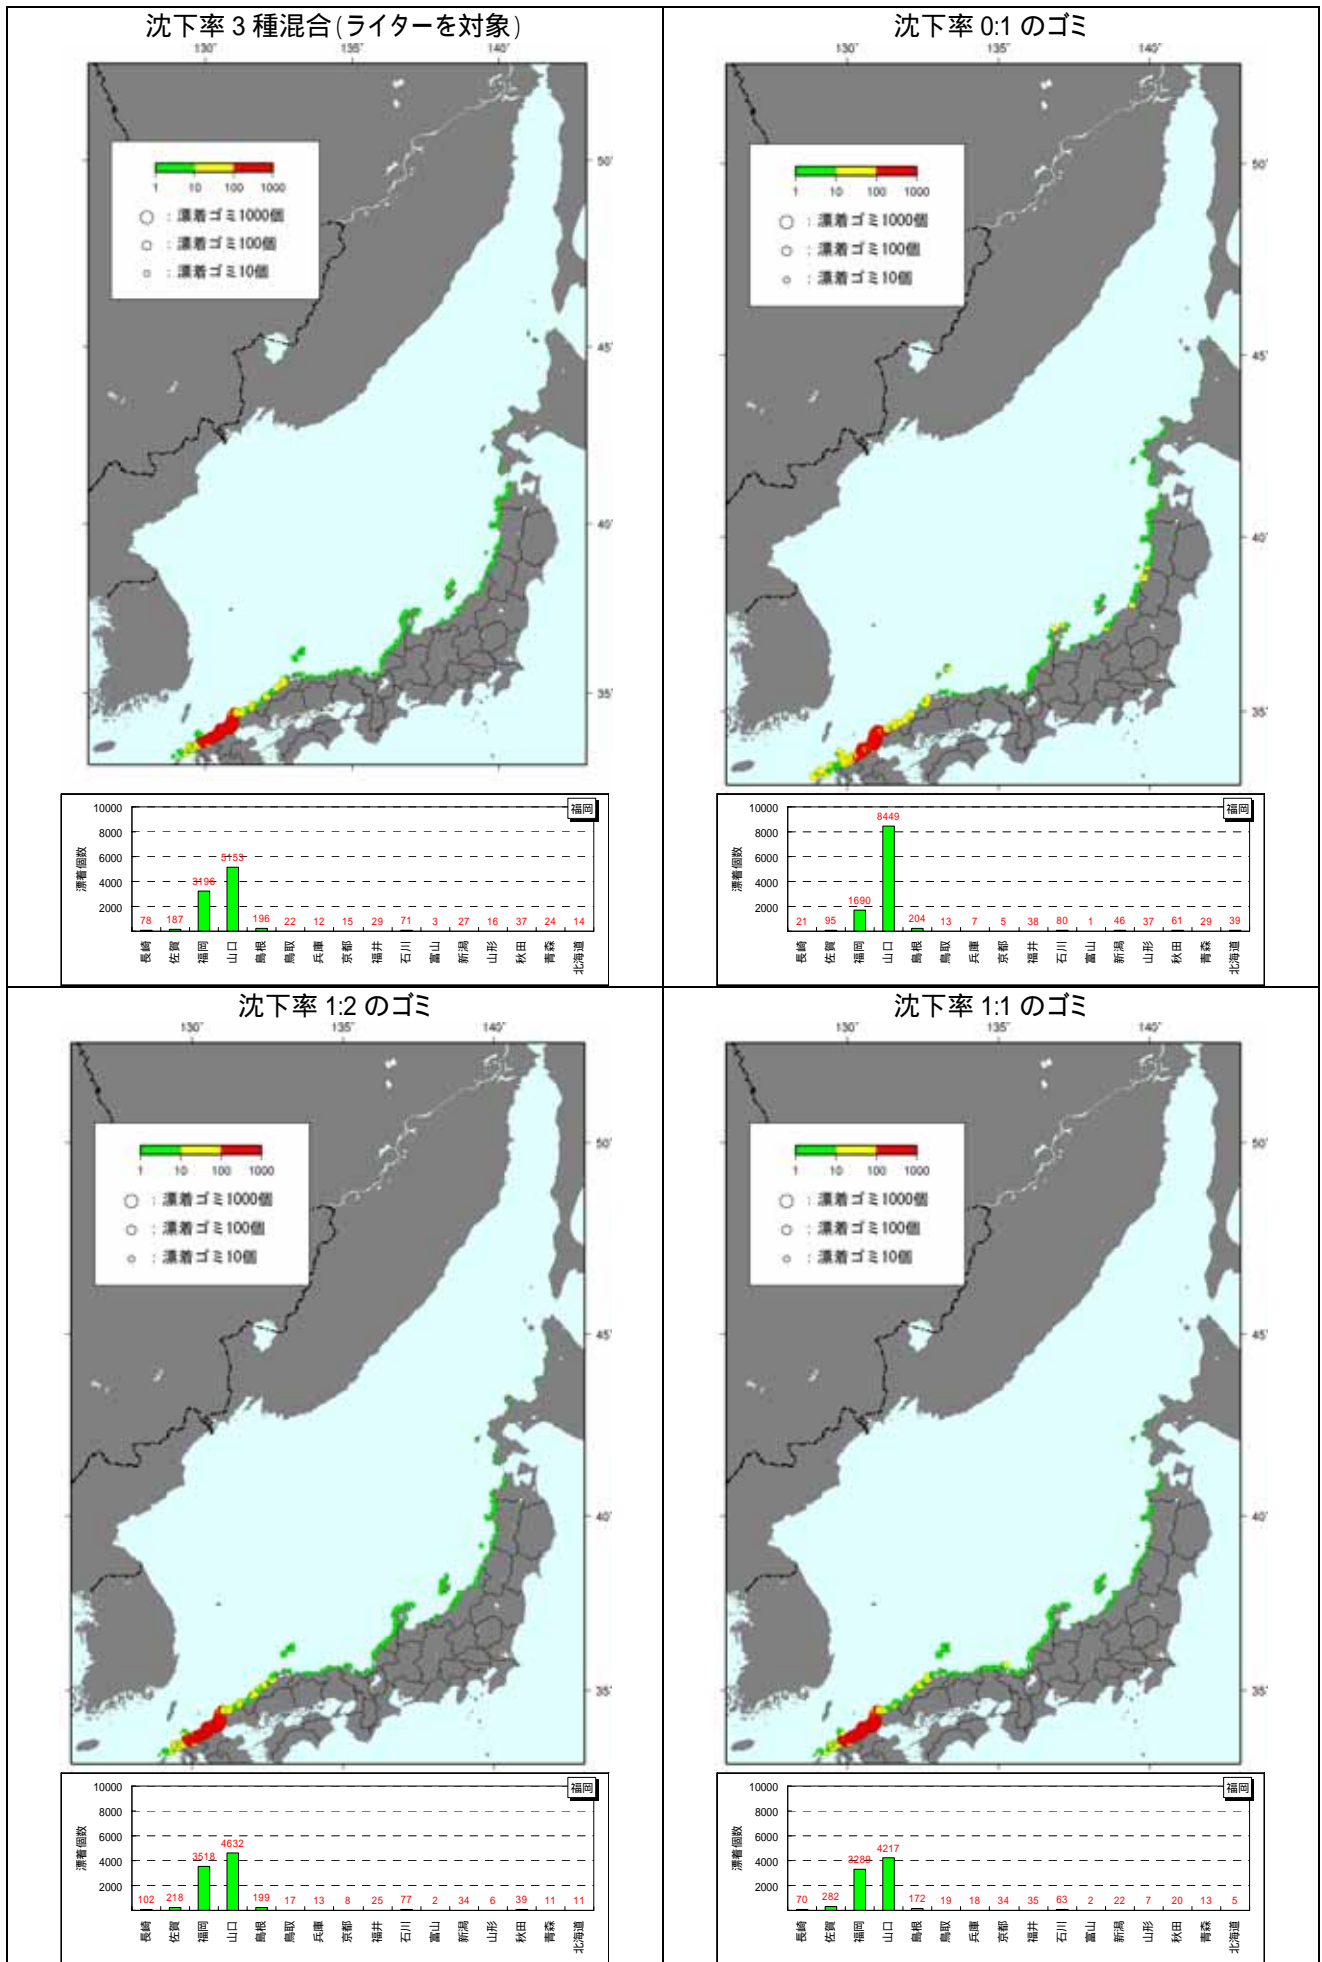 沈下率 3 種混合(ライターを対象)
130° 135° 140°
50°
45°
40°
35°
1 10 100 1000
○ : 漂着ゴミ1000個
○ : 漂着ゴミ100個
○ : 漂着ゴミ10個
福岡
漂着個数
10000
8000
6000
4000
2000
78 187 3196 5153 196 22 12 15 29 71 3 27 16 37 24 14
長崎 佐賀 福岡 山口 島根 鳥取 兵庫 京都 福井 石川 富山 新潟 山形 秋田 青森 北海道
沈下率 0:1 のゴミ
130° 135° 140°
50°
45°
40°
35°
1 10 100 1000
○ : 漂着ゴミ1000個
○ : 漂着ゴミ100個
○ : 漂着ゴミ10個
福岡
漂着個数
10000
8000
6000
4000
2000
21 95 1690 8449 204 13 7 5 38 80 1 46 37 61 29 39
長崎 佐賀 福岡 山口 島根 鳥取 兵庫 京都 福井 石川 富山 新潟 山形 秋田 青森 北海道
沈下率 1:2 のゴミ
130° 135° 140°
50°
45°
40°
35°
1 10 100 1000
○ : 漂着ゴミ1000個
○ : 漂着ゴミ100個
○ : 漂着ゴミ10個
福岡
漂着個数
10000
8000
6000
4000
2000
102 218 3518 4632 199 17 13 8 25 77 2 34 6 39 11 11
長崎 佐賀 福岡 山口 島根 鳥取 兵庫 京都 福井 石川 富山 新潟 山形 秋田 青森 北海道
沈下率 1:1 のゴミ
130° 135° 140°
50°
45°
40°
35°
1 10 100 1000
○ : 漂着ゴミ1000個
○ : 漂着ゴミ100個
○ : 漂着ゴミ10個
福岡
漂着個数
10000
8000
6000
4000
2000
70 282 3289 4217 172 19 18 34 35 63 2 22 7 20 13 5
長崎 佐賀 福岡 山口 島根 鳥取 兵庫 京都 福井 石川 富山 新潟 山形 秋田 青森 北海道